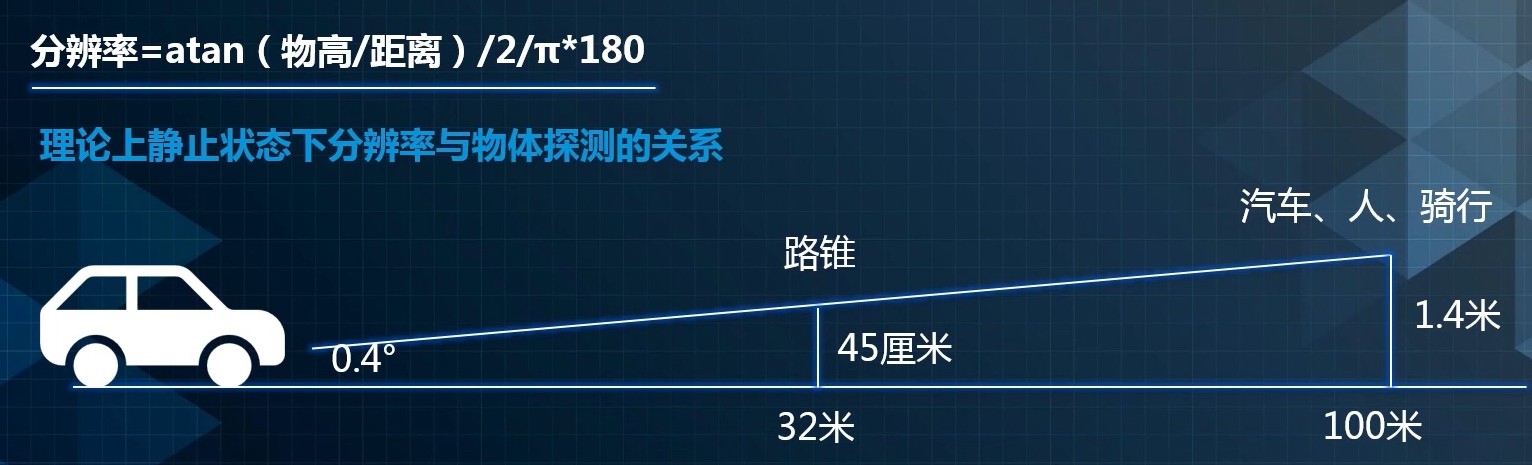 分辨率=atan（物高/距离）/2/π*180
理论上静止状态下分辨率与物体探测的关系
汽车、人、骑行
路锥
1.4米
45厘米
0.4°
32米
100米